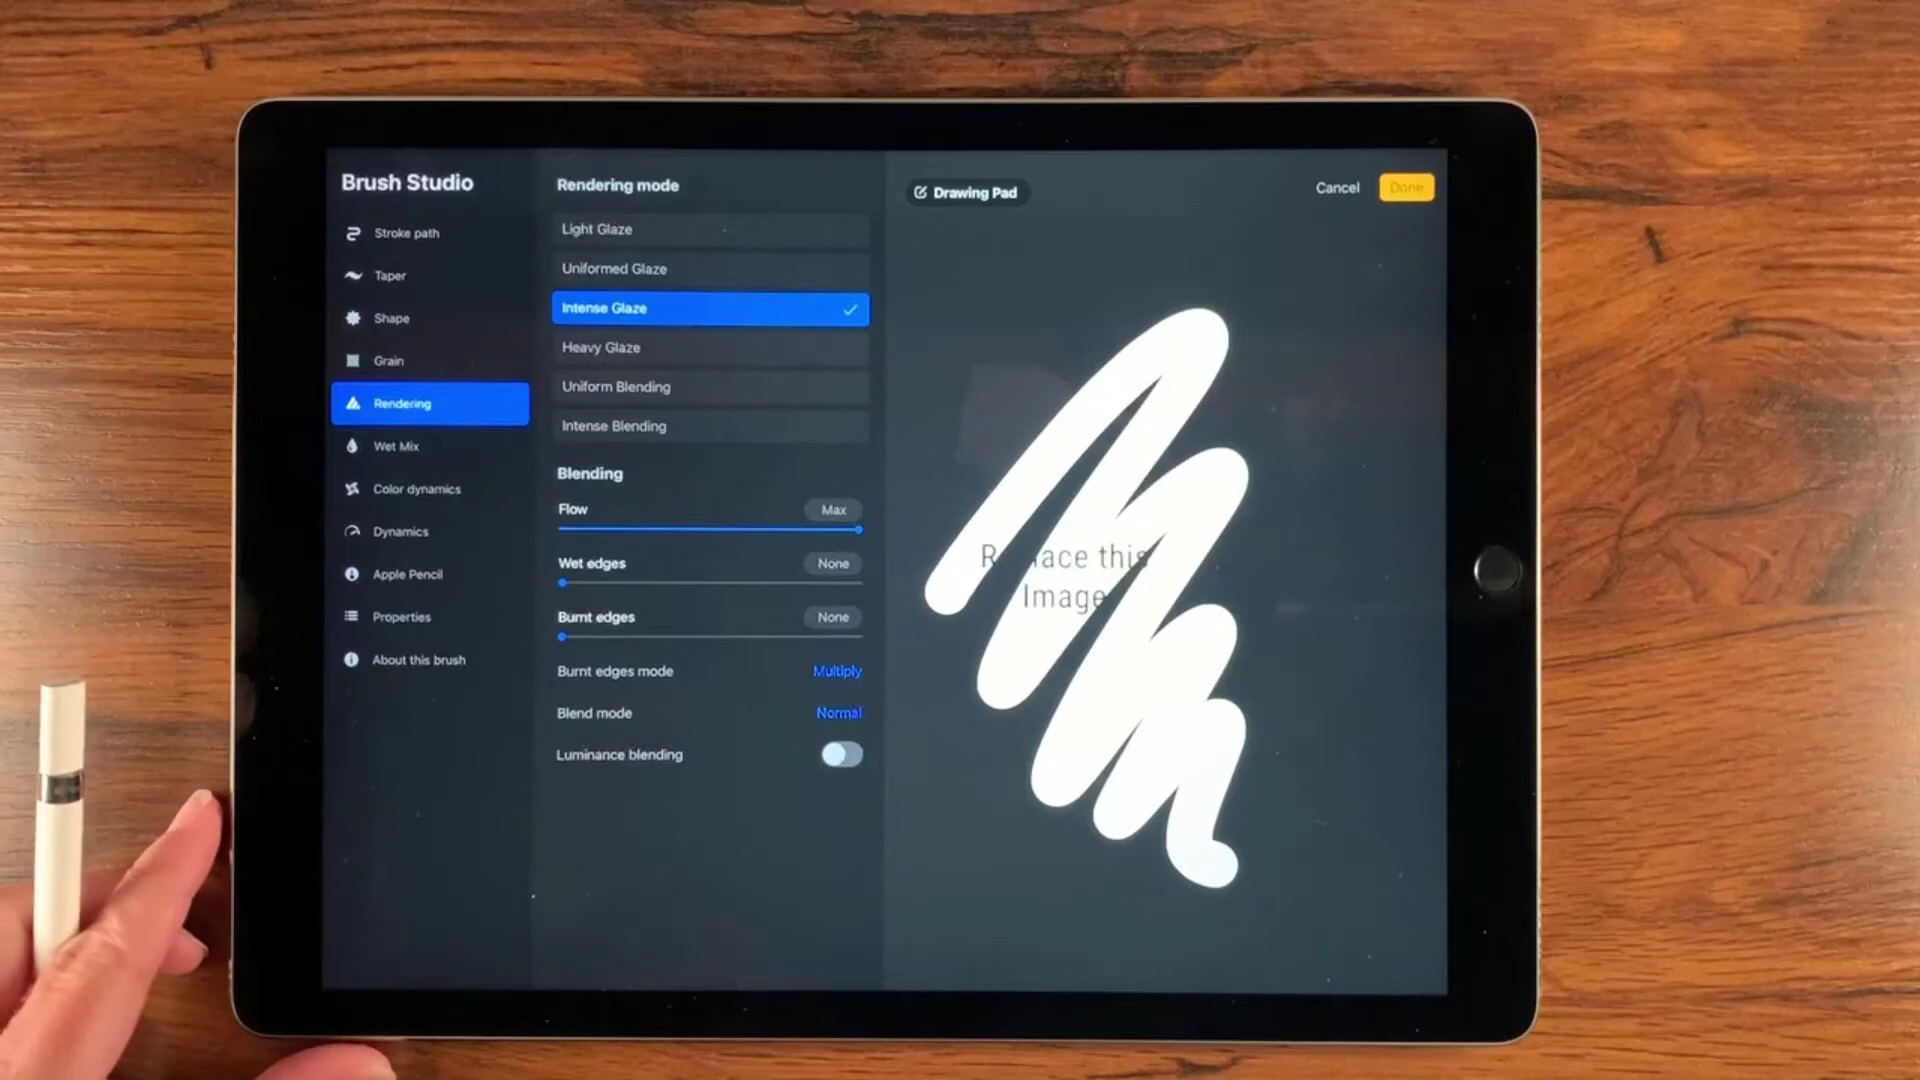 Brush Studio
Stroke path
Taper
Shape
Grain
Rendering
Wet Mix
Color dynamics
Dynamics
Apple Pencil
Properties
About this brush
Rendering mode
Light Glaze
Uniformed Glaze
Intense Glaze
Heavy Glaze
Uniform Blending
Intense Blending
Blending
Flow Max
Wet edges None
Burnt edges None
Burnt edges mode Multiply
Blend mode Normal
Luminance blending
Drawing Pad
Cancel Done
this
Image